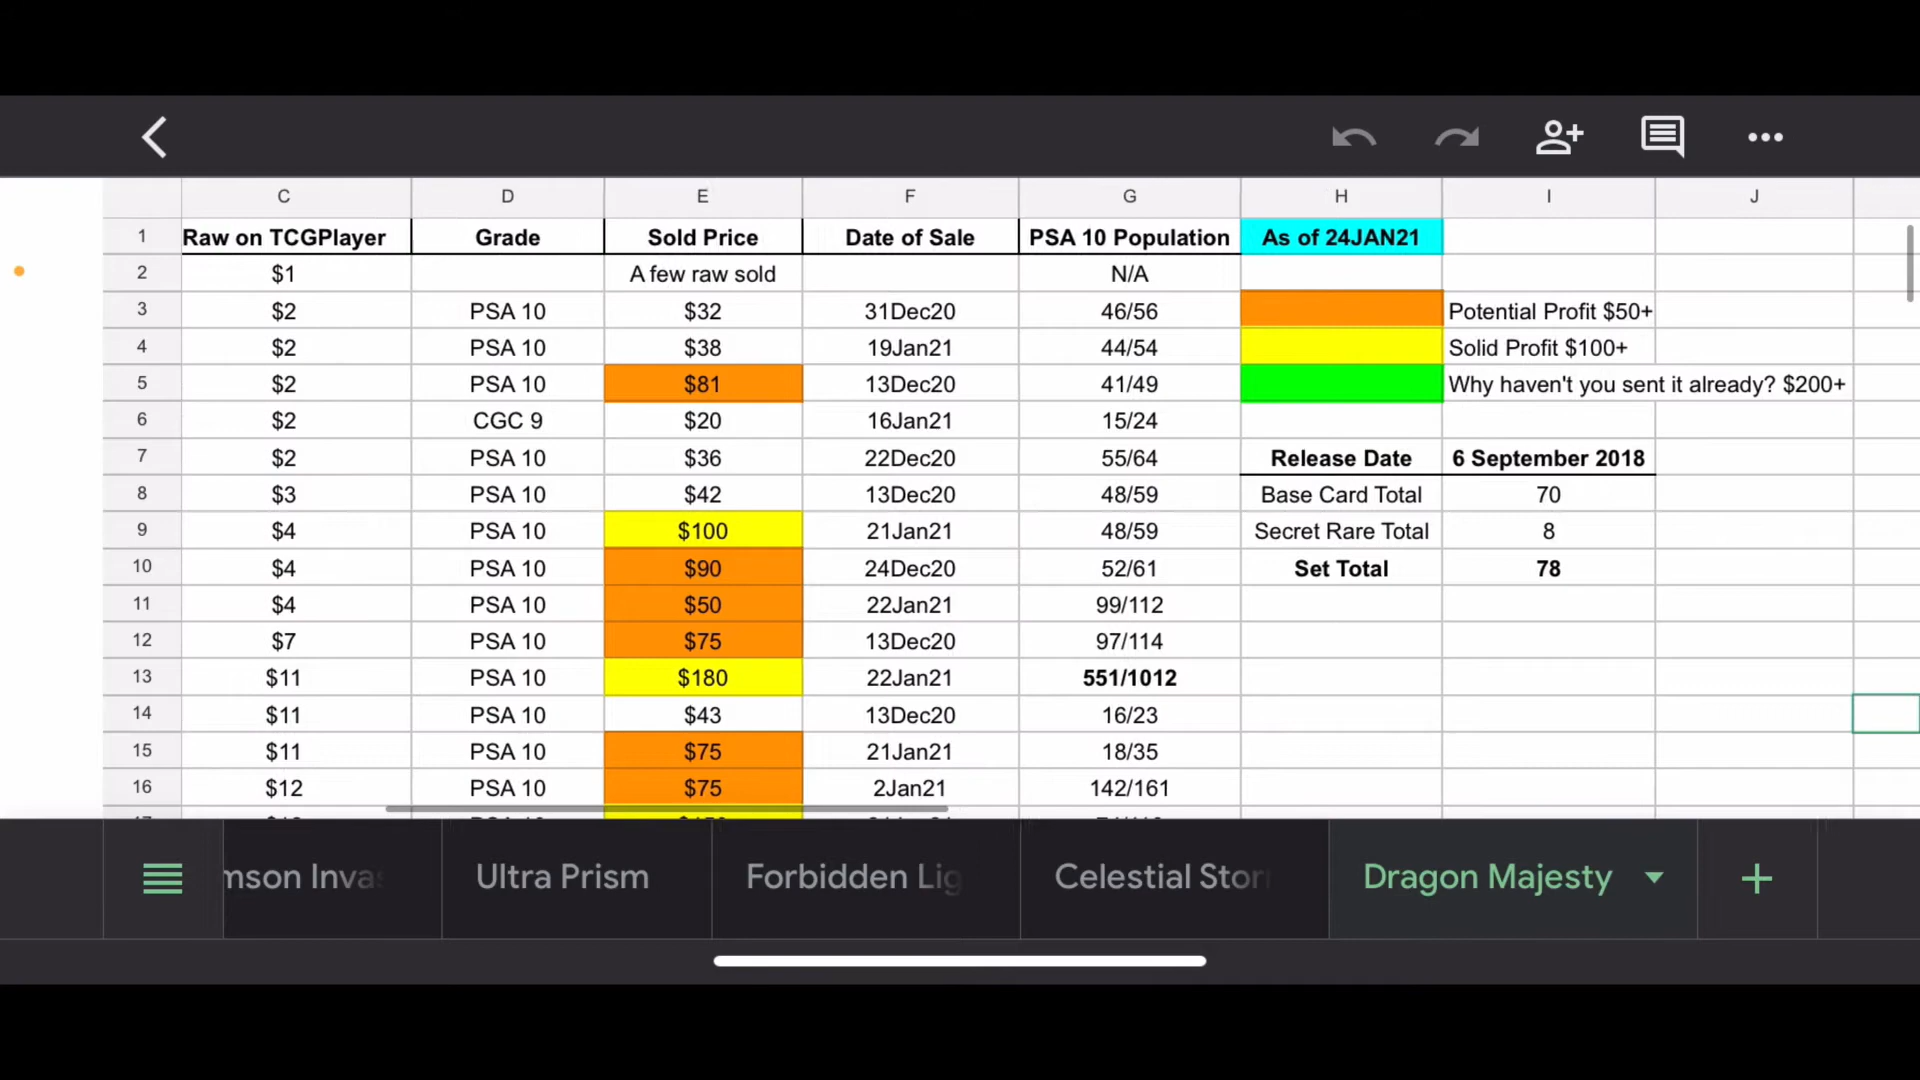 C D E F G H I J
1 Raw on TCGPlayer Grade Sold Price Date of Sale PSA 10 Population As of 24JAN21
2 $1 A few raw sold N/A
3 $2 PSA 10 $32 31Dec20 46/56 Potential Profit $50+
4 $2 PSA 10 $38 19Jan21 44/54 Solid Profit $100+
5 $2 PSA 10 $81 13Dec20 41/49 Why haven't you sent it already? $200+
6 $2 CGC 9 $20 16Jan21 15/24
7 $2 PSA 10 $36 22Dec20 55/64 Release Date 6 September 2018
8 $3 PSA 10 $42 13Dec20 48/59 Base Card Total 70
9 $4 PSA 10 $100 21Jan21 48/59 Secret Rare Total 8
10 $4 PSA 10 $90 24Dec20 52/61 Set Total 78
11 $4 PSA 10 $50 22Jan21 99/112
12 $7 PSA 10 $75 13Dec20 97/114
13 $11 PSA 10 $180 22Jan21 551/1012
14 $11 PSA 10 $43 13Dec20 16/23
15 $11 PSA 10 $75 21Jan21 18/35
16 $12 PSA 10 $75 2Jan21 142/161
mson Inva Ultra Prism Forbidden Lig Celestial Stor Dragon Majesty